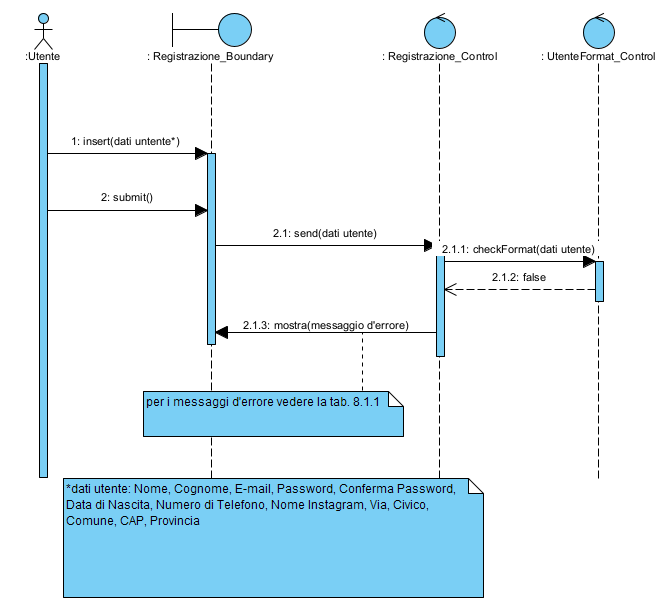 :Utente
: Registrazione_Boundary
: Registrazione_Control
: UtenteFormat_Control
1: insert(dati untente*)
2: submit()
2.1: send(dati utente)
2.1.1: checkFormat(dati utente)
2.1.2: false
2.1.3: mostra(messaggio d'errore)
per i messaggi d'errore vedere la tab. 8.1.1
*dati utente: Nome, Cognome, E-mail, Password, Conferma Password,
Data di Nascita, Numero di Telefono, Nome Instagram, Via, Civico,
Comune, CAP, Provincia